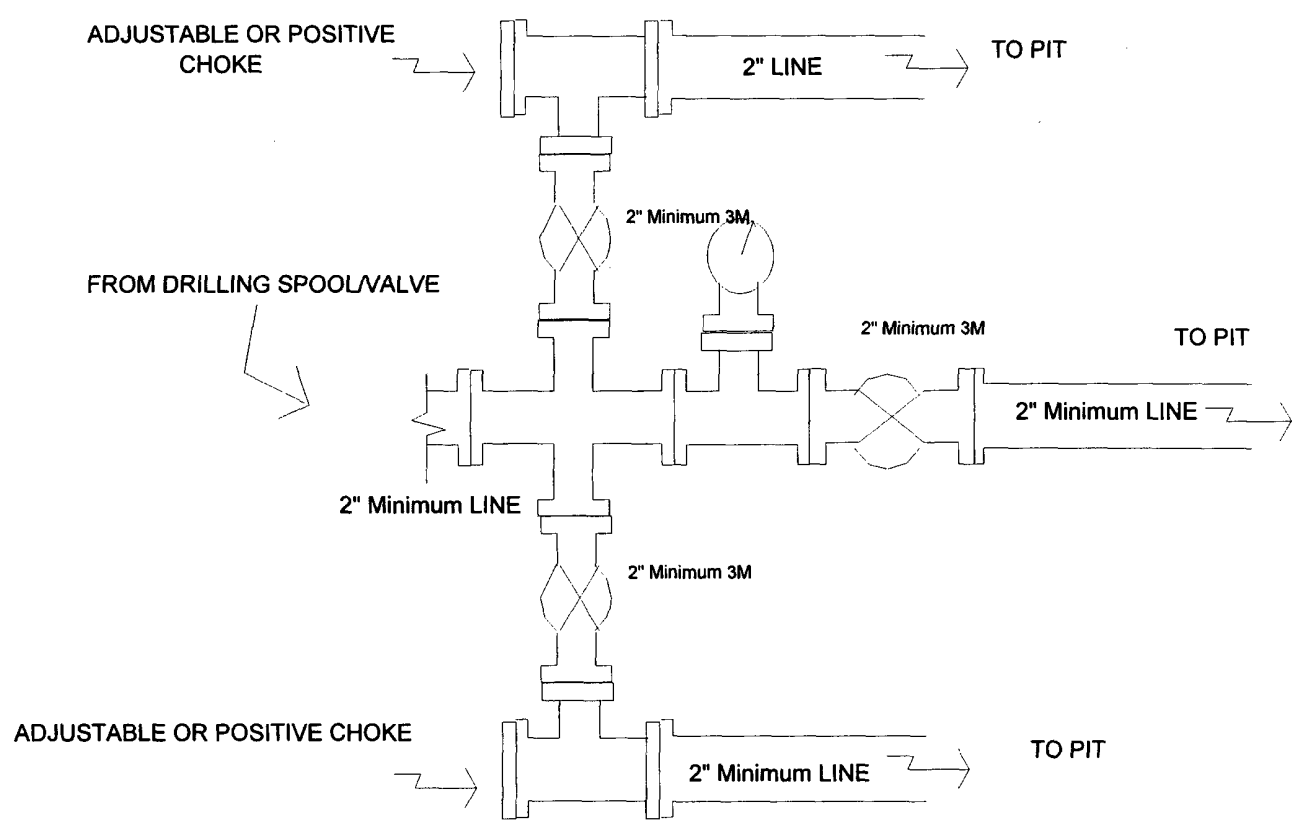 ADJUSTABLE OR POSITIVE
CHOKE
2" LINE
TO PIT
2" Minimum 3M
FROM DRILLING SPOOL/VALVE
2" Minimum 3M
TO PIT
2" Minimum LINE
2" Minimum LINE
2" Minimum 3M
ADJUSTABLE OR POSITIVE CHOKE
2" Minimum LINE
TO PIT